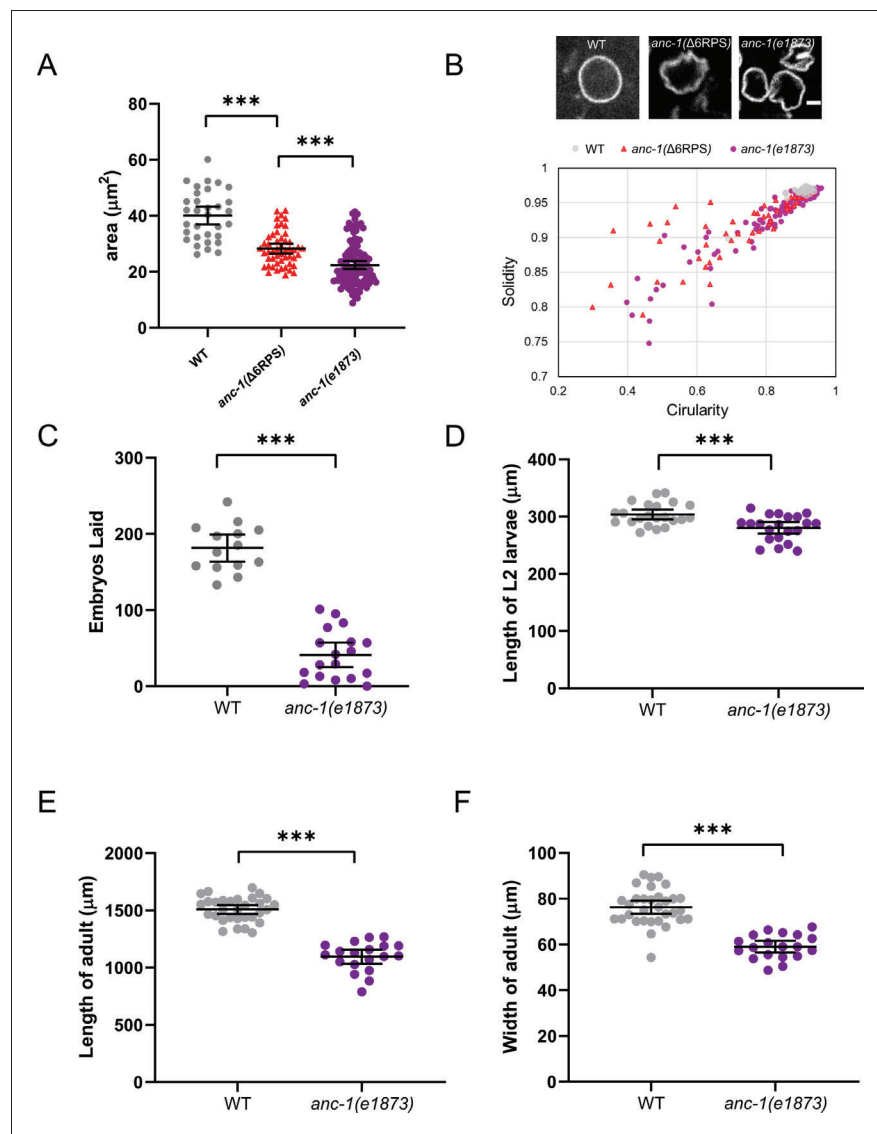 A
***
***
area (μm²)
80
60
40
20
0
WT
anc-1(Δ6RPS)
anc-1(e1873)
B
WT
anc-1(Δ6RPS)
anc-1(e1873)
WT anc-1(Δ6RPS) anc-1(e1873)
Solidity
1
0.95
0.9
0.85
0.8
0.75
0.7
0.2 0.4 0.6 0.8 1
Cirularity
C
***
Embryos Laid
300
200
100
0
WT anc-1(e1873)
D
***
Length of L2 larvae (μm)
400
300
200
100
0
WT anc-1(e1873)
E
***
Length of adult (μm)
2000
1500
1000
500
0
WT anc-1(e1873)
F
***
Width of adult (μm)
100
80
60
40
20
0
WT anc-1(e1873)